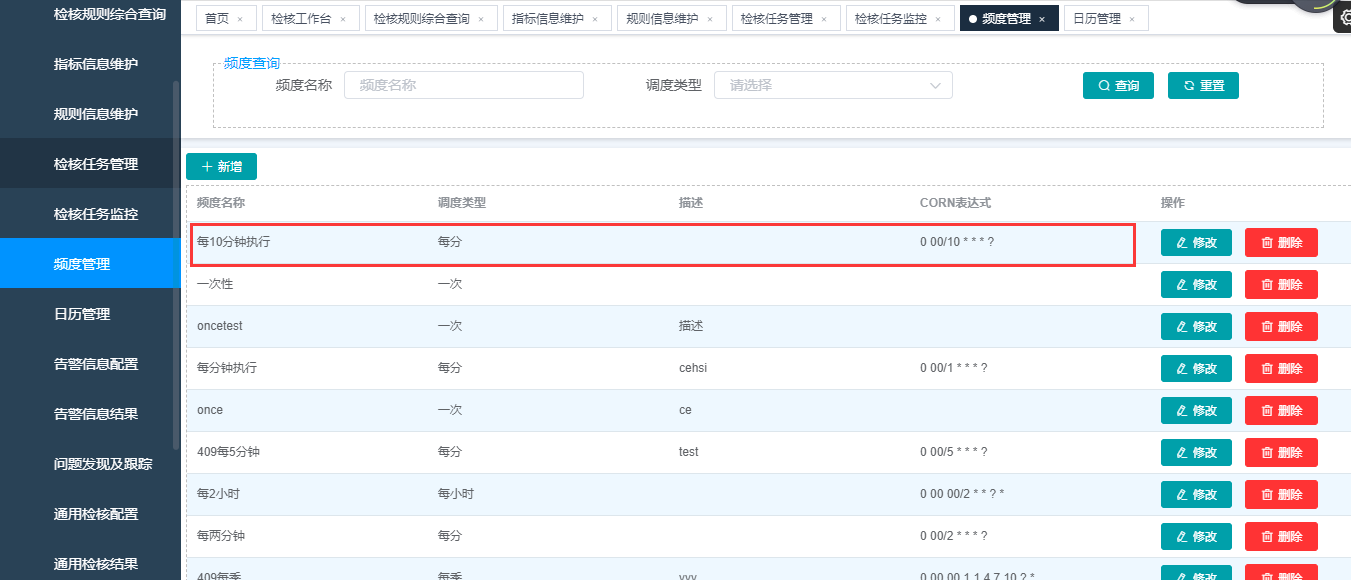 检核规则综合查询
指标信息维护
规则信息维护
检核任务管理
检核任务监控
频度管理
日历管理
告警信息配置
告警信息结果
问题发现及跟踪
通用检核配置
通用检核结果
首页 × 检核工作台 × 检核规则综合查询 × 指标信息维护 × 规则信息维护 × 检核任务管理 × 检核任务监控 × 频度管理 × 日历管理 ×
频度查询
频度名称 频度名称 调度类型 请选择 查询 重置
+ 新增
频度名称 调度类型 描述 CORN表达式 操作
每10分钟执行 每分 0 00/10 * * * ? 修改 删除
一次性 一次 修改 删除
oncetest 一次 描述 修改 删除
每分钟执行 每分 cehsi 0 00/1 * * * ? 修改 删除
once 一次 ce 修改 删除
409每5分钟 每分 test 0 00/5 * * * ? 修改 删除
每2小时 每小时 0 00 00/2 * * ? * 修改 删除
每两分钟 每分 0 00/2 * * * ? 修改 删除
409每季 每季 yyy 0 00 00 1 1,4,7,10 ? * 修改 删除